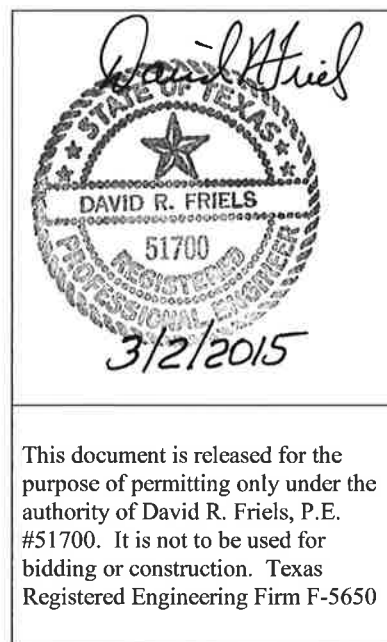 David R Friel
STATE OF TEXAS
DAVID R. FRIELS
51700
REGISTERED
PROFESSIONAL ENGINEER
3/2/2015
This document is released for the
purpose of permitting only under the
authority of David R. Friels, P.E.
#51700. It is not to be used for
bidding or construction. Texas
Registered Engineering Firm F-5650